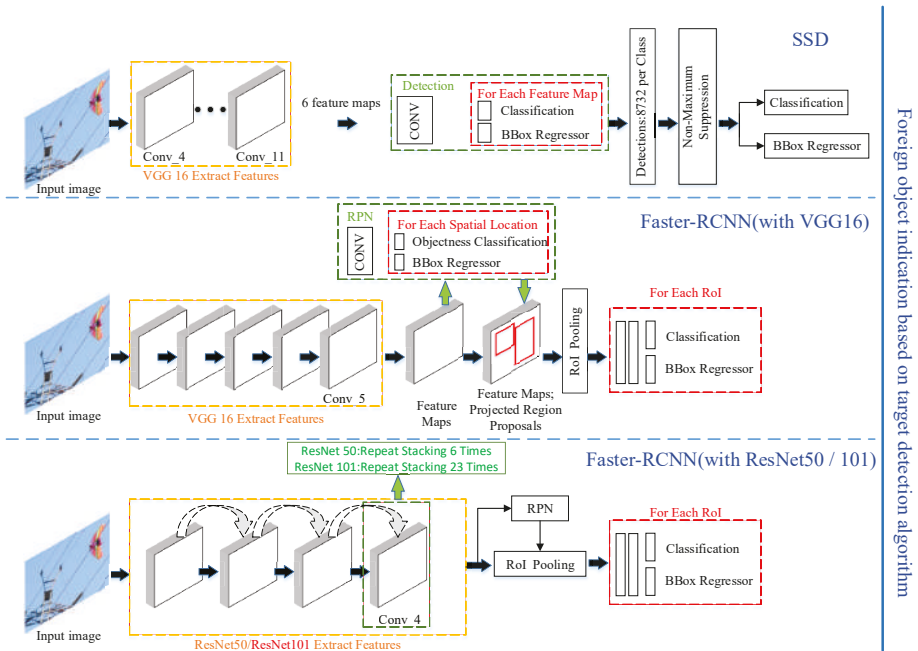 SSD
Input image
Conv_4
Conv_11
VGG 16 Extract Features
6 feature maps
Detection
CONV
For Each Feature Map
Classification
BBox Regressor
Detections:8732 per Class
Non-Maximum
Suppression
Classification
BBox Regressor
Faster-RCNN(with VGG16)
RPN
CONV
For Each Spatial Location
Objectness Classification
BBox Regressor
Input image
Conv_5
VGG 16 Extract Features
Feature
Maps
Feature Maps;
Projected Region
Proposals
RoI Pooling
For Each RoI
Classification
BBox Regressor
Faster-RCNN(with ResNet50 / 101)
ResNet 50:Repeat Stacking 6 Times
ResNet 101:Repeat Stacking 23 Times
Input image
Conv_4
ResNet50/ResNet101 Extract Features
RPN
RoI Pooling
For Each RoI
Classification
BBox Regressor
Foreign object indication based on target detection algorithm